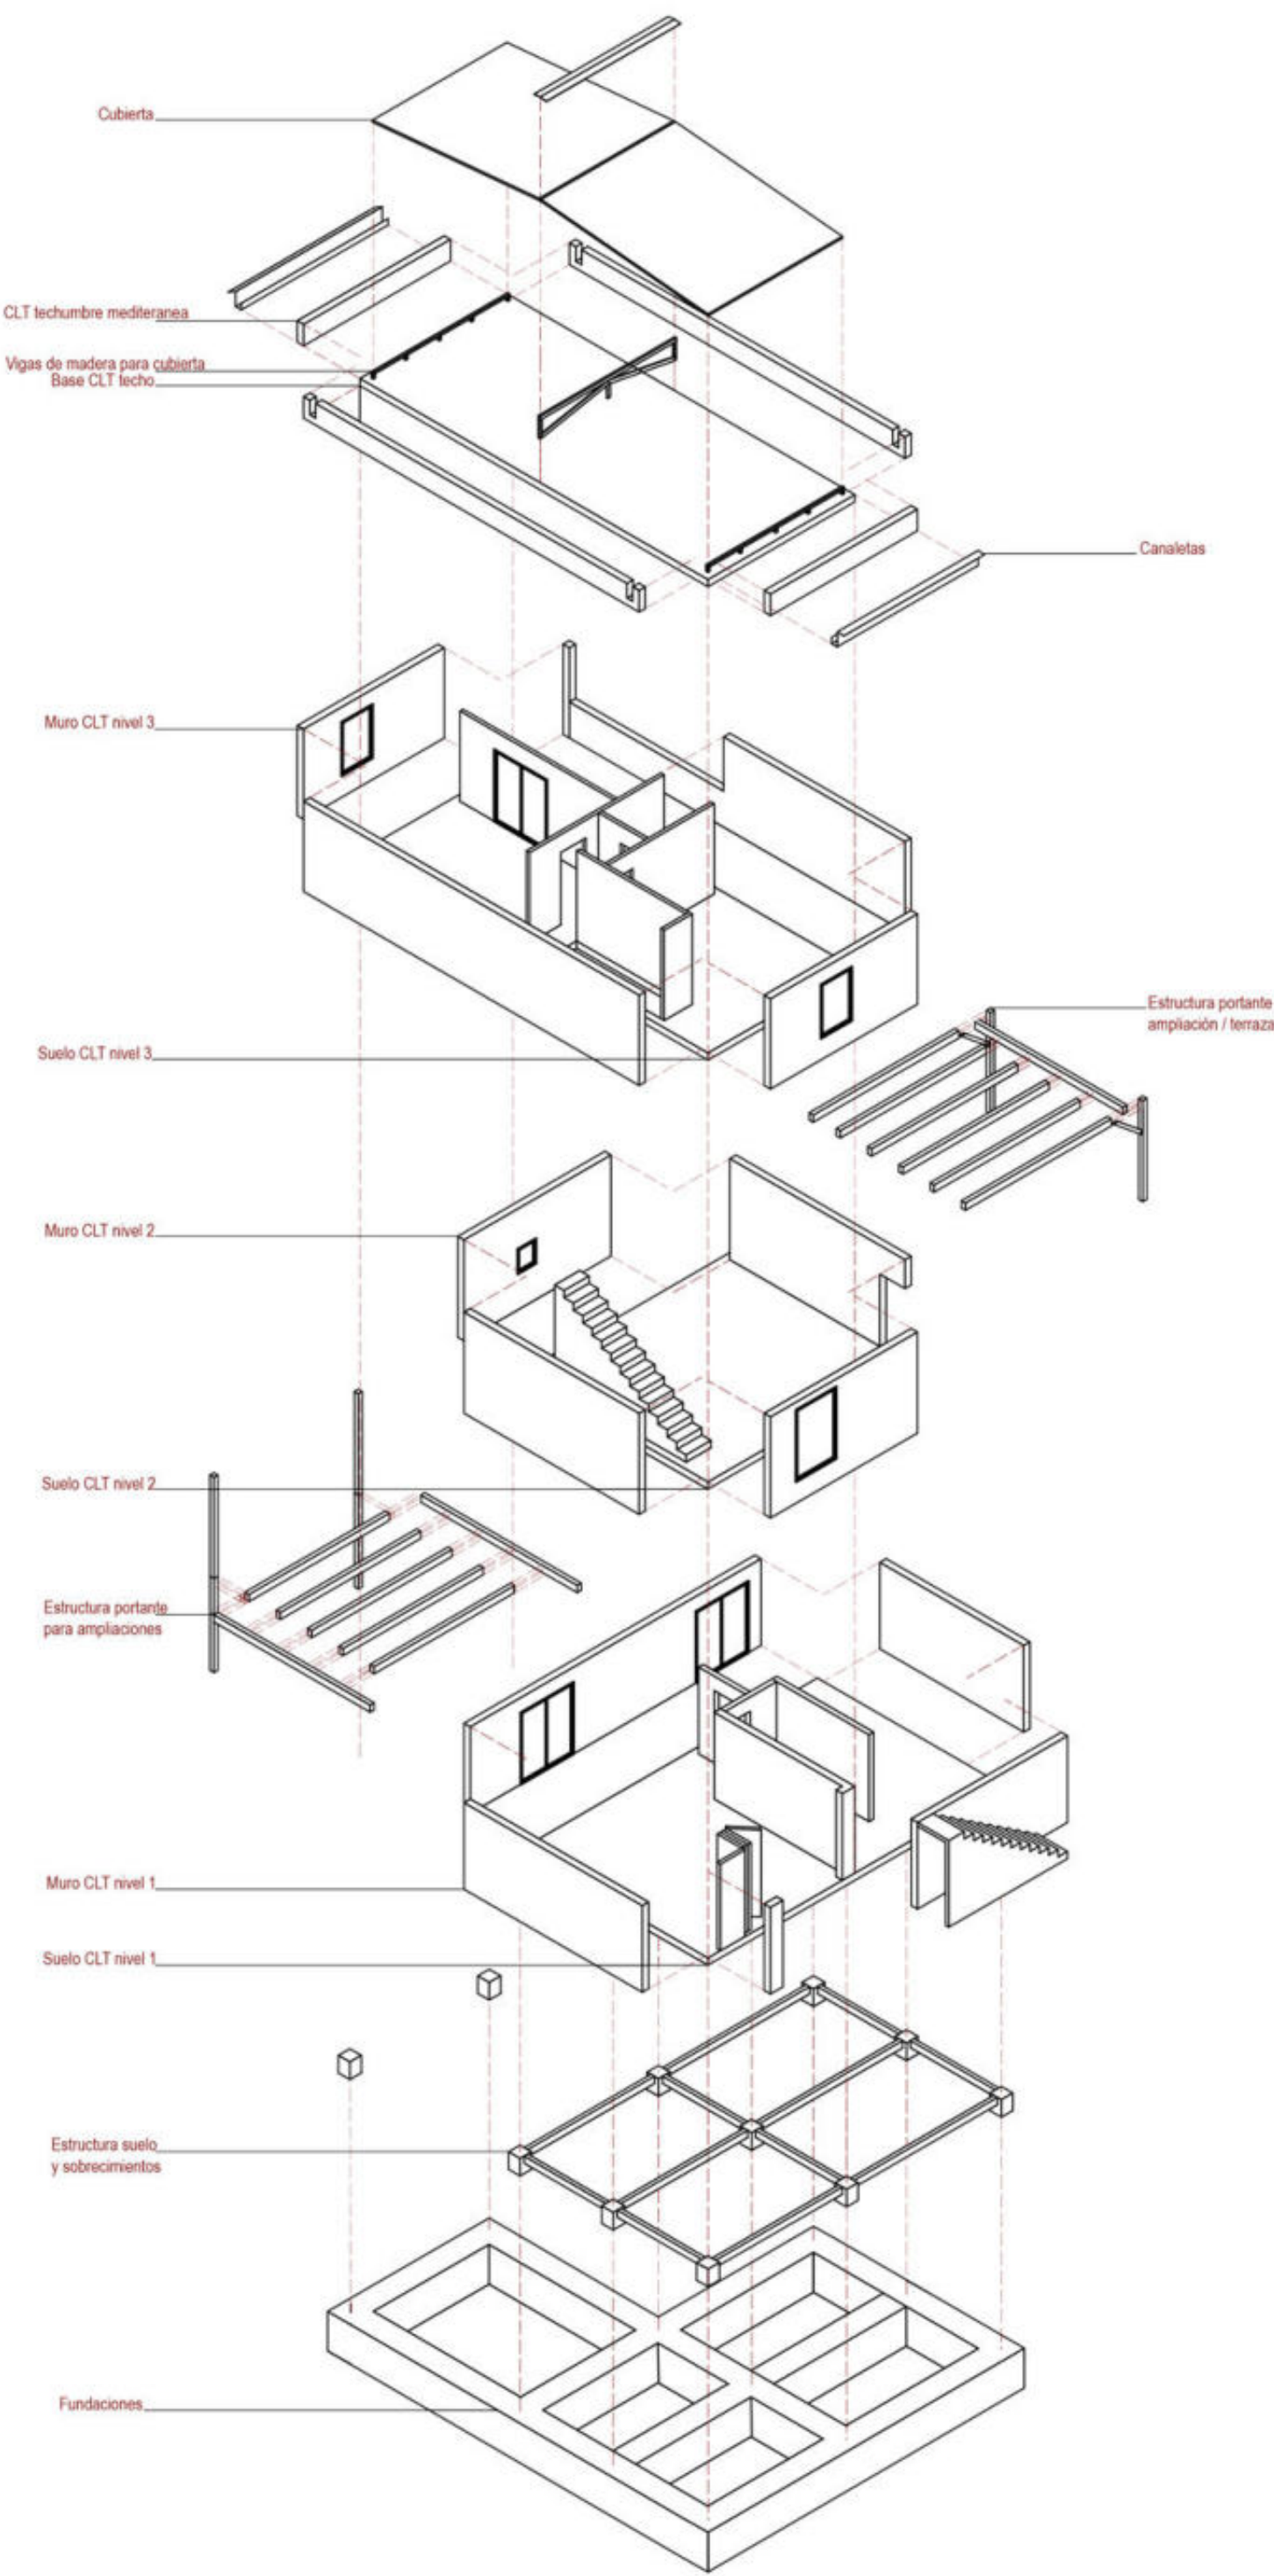 Cubierta
CLT techumbre mediteranea
Vigas de madera para cubierta
Base CLT techo
Canaletas
Muro CLT nivel 3
Estructura portante
ampliación / terraza
Suelo CLT nivel 3
Muro CLT nivel 2
Suelo CLT nivel 2
Estructura portante
para ampliaciones
Muro CLT nivel 1
Suelo CLT nivel 1
Estructura suelo
y sobrecimientos
Fundaciones